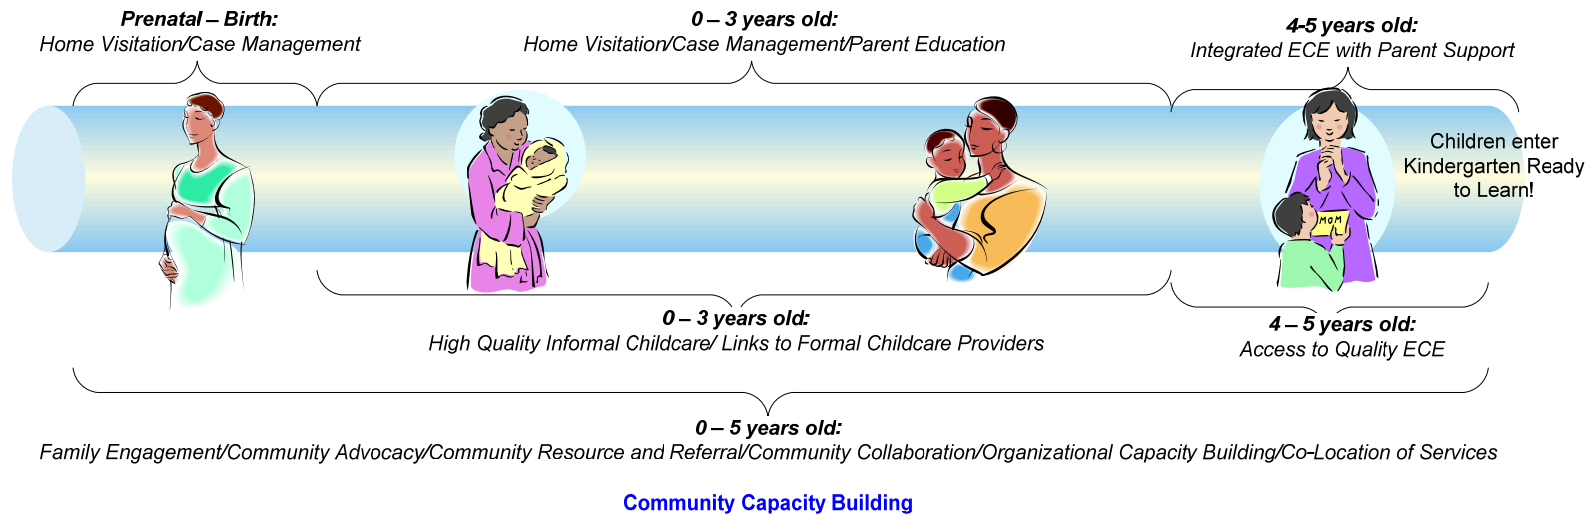 Prenatal – Birth:
Home Visitation/Case Management
0 – 3 years old:
Home Visitation/Case Management/Parent Education
4-5 years old:
Integrated ECE with Parent Support
Children enter
Kindergarten Ready
to Learn!
MOM
0 – 3 years old:
High Quality Informal Childcare/ Links to Formal Childcare Providers
4 – 5 years old:
Access to Quality ECE
0 – 5 years old:
Family Engagement/Community Advocacy/Community Resource and Referral/Community Collaboration/Organizational Capacity Building/Co-Location of Services
Community Capacity Building